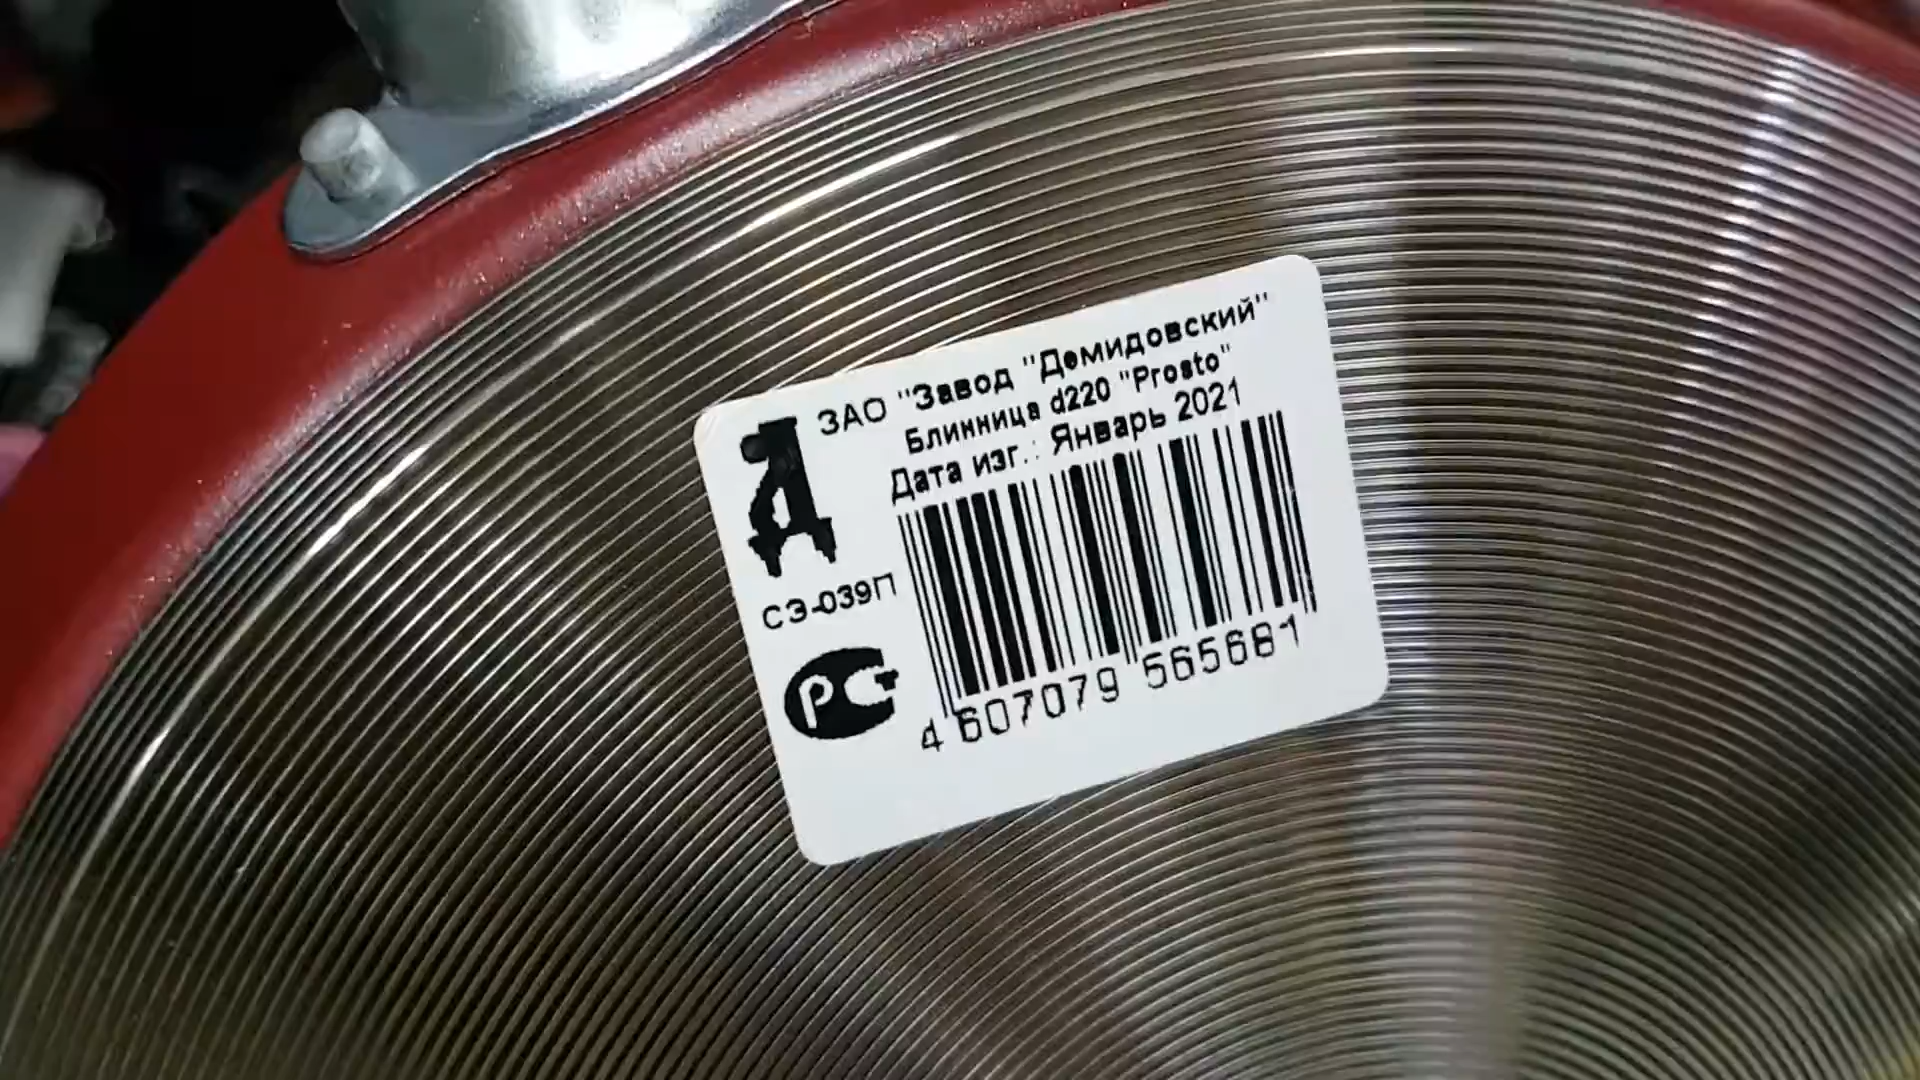 ЗАО "Завод "Демидовский"
Блинница d220 "Prosto"
Дата изг.: Январь 2021
СЭ-039П
РС
4 607079 565681